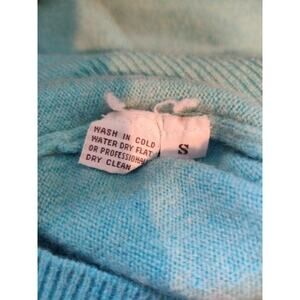 WASH IN COLD
WATER DRY FLAT
OR PROFESSIONAL
DRY CLEAN
S